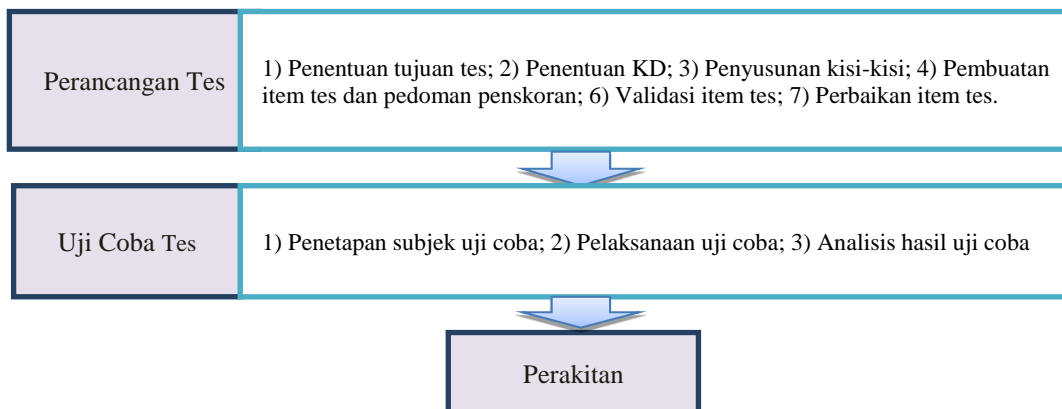 Perancangan Tes
1) Penentuan tujuan tes; 2) Penentuan KD; 3) Penyusunan kisi-kisi; 4) Pembuatan
item tes dan pedoman penskoran; 6) Validasi item tes; 7) Perbaikan item tes.
Uji Coba Tes
1) Penetapan subjek uji coba; 2) Pelaksanaan uji coba; 3) Analisis hasil uji coba
Perakitan